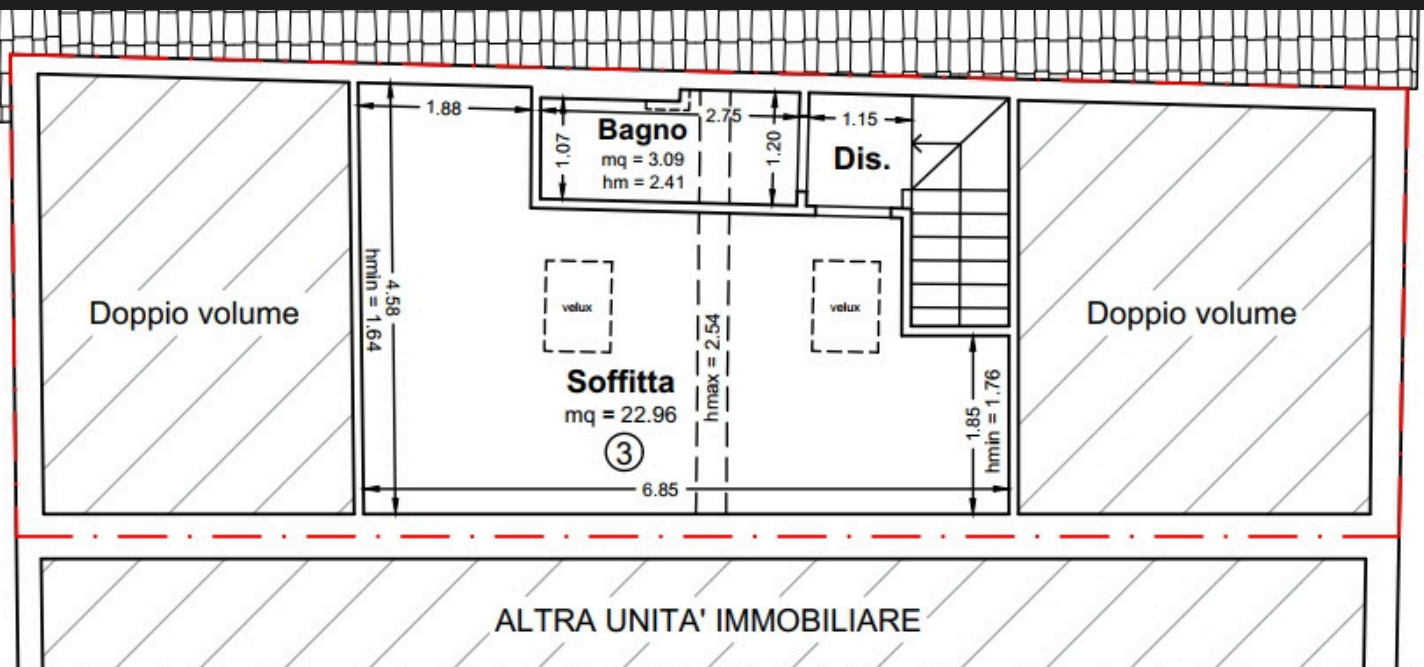 1.88
2.75
1.15
1.07
Bagno
mq = 3.09
hm = 2.41
1.20
Dis.
hmin = 1.64
4.58
velux
velux
Doppio volume
Doppio volume
hmax = 2.54
Soffitta
mq = 22.96
3
1.85
hmin = 1.76
6.85
ALTRA UNITA' IMMOBILIARE